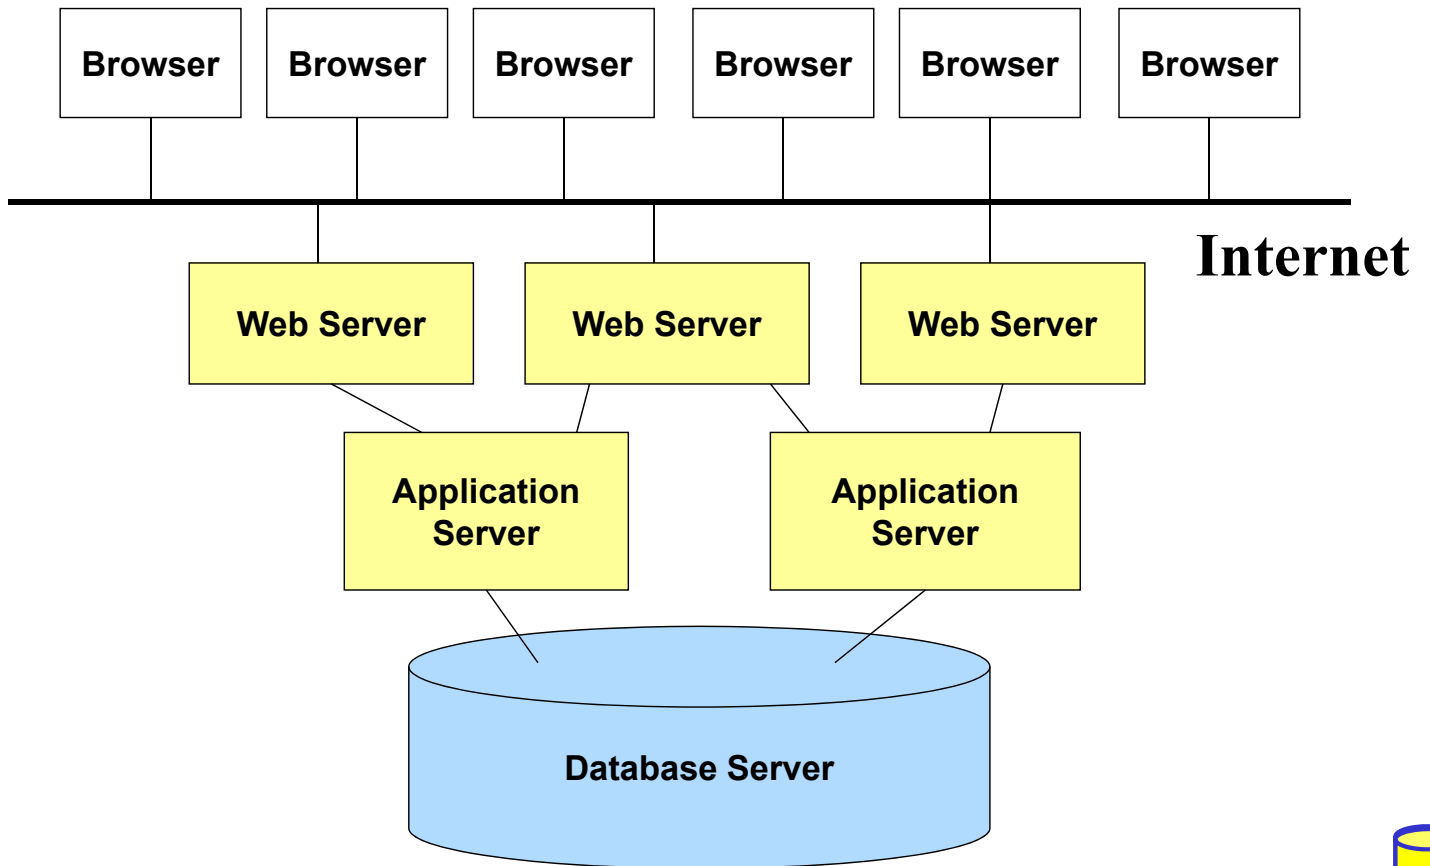 Browser
Browser
Browser
Browser
Browser
Browser
Internet
Web Server
Web Server
Web Server
Application
Server
Application
Server
Database Server